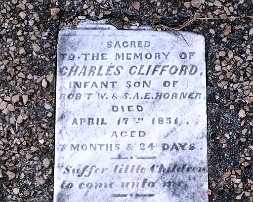 SACRED
TO THE MEMORY OF
CHARLES CLIFFORD,
INFANT SON OF
ROBT W. & S.A.E. HORNER
DIED
APRIL 17TH 1851.
AGED
7 MONTHS & 24 DAYS
"Suffer little Children
to come unto me."